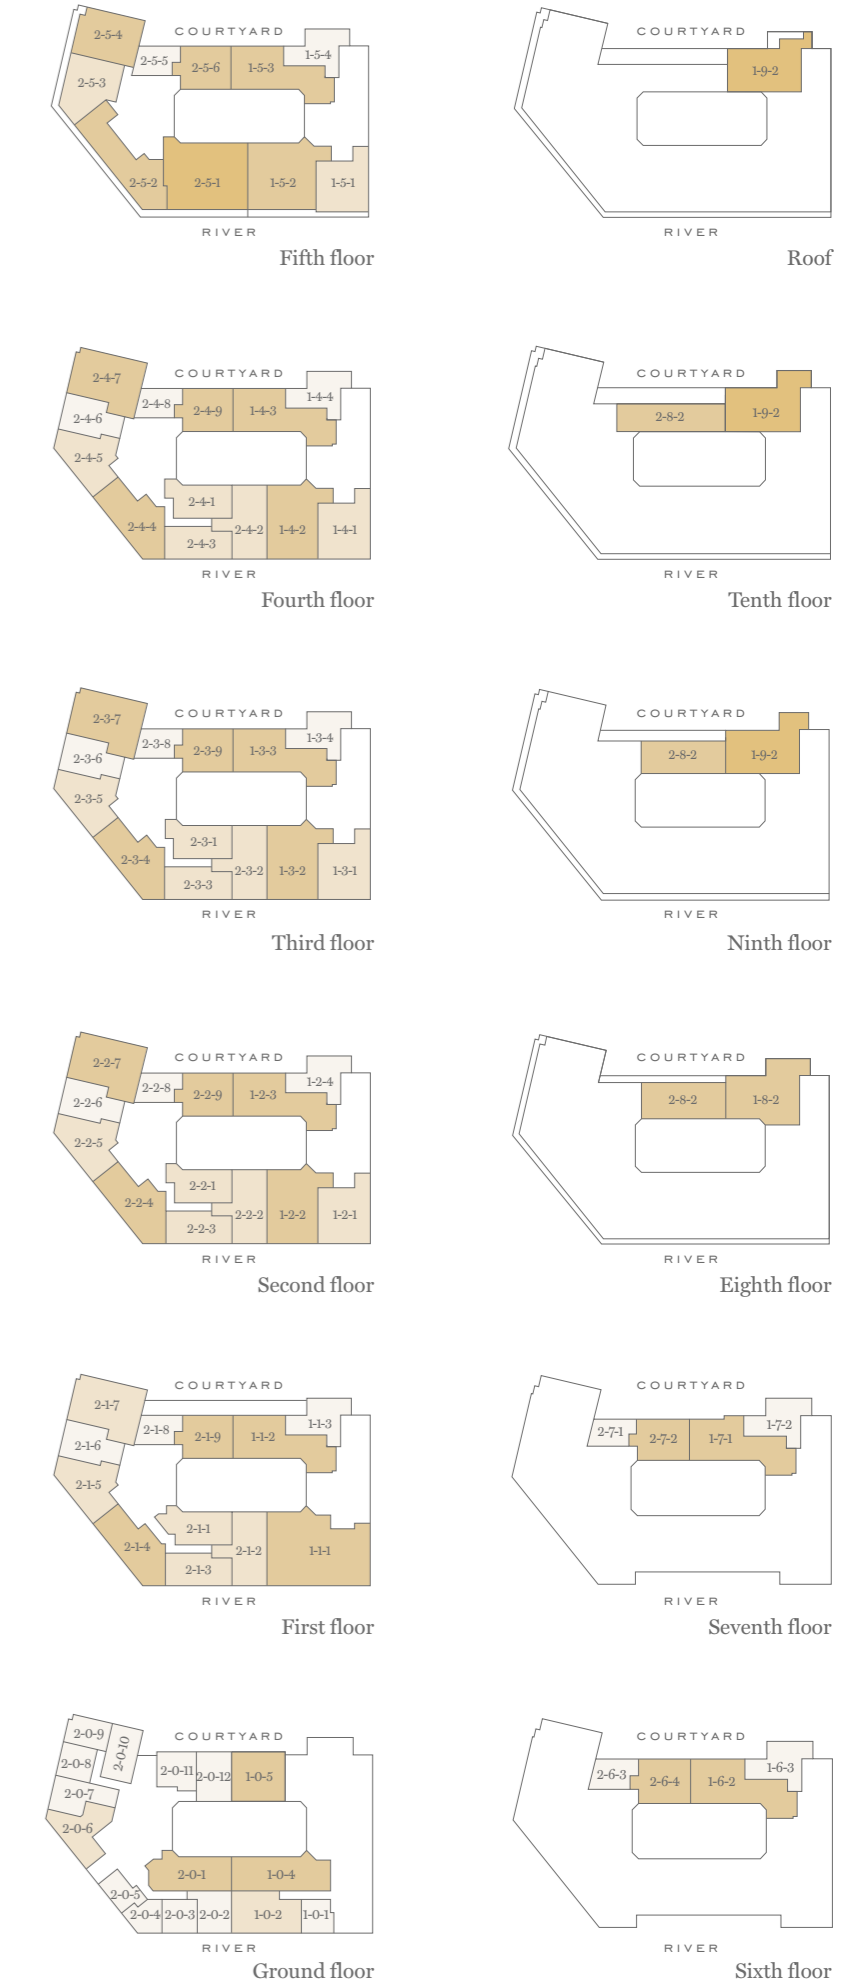 COURTYARD
2-5-4
2-5-5
2-5-6
1-5-3
1-5-4
2-5-3
2-5-2
2-5-1
1-5-2
1-5-1
RIVER
Fifth floor
COURTYARD
1-9-2
RIVER
Roof
COURTYARD
2-4-7
2-4-8
2-4-9
1-4-3
1-4-4
2-4-6
2-4-5
2-4-4
2-4-1
2-4-2
2-4-3
1-4-2
1-4-1
RIVER
Fourth floor
COURTYARD
2-8-2
1-9-2
RIVER
Tenth floor
COURTYARD
2-3-7
2-3-8
2-3-9
1-3-3
1-3-4
2-3-6
2-3-5
2-3-4
2-3-1
2-3-2
2-3-3
1-3-2
1-3-1
RIVER
Third floor
COURTYARD
2-8-2
1-9-2
RIVER
Ninth floor
COURTYARD
2-2-7
2-2-8
2-2-9
1-2-3
1-2-4
2-2-6
2-2-5
2-2-4
2-2-1
2-2-2
2-2-3
1-2-2
1-2-1
RIVER
Second floor
COURTYARD
2-8-2
1-8-2
RIVER
Eighth floor
COURTYARD
2-1-7
2-1-8
2-1-9
1-1-2
1-1-3
2-1-6
2-1-5
2-1-4
2-1-1
2-1-2
2-1-3
1-1-1
RIVER
First floor
COURTYARD
2-7-1
2-7-2
1-7-1
1-7-2
RIVER
Seventh floor
COURTYARD
2-0-9
2-0-10
2-0-8
2-0-7
2-0-6
2-0-11
2-0-12
1-0-5
2-0-1
1-0-4
2-0-5
2-0-4
2-0-3
2-0-2
1-0-2
1-0-1
RIVER
Ground floor
COURTYARD
2-6-3
2-6-4
1-6-2
1-6-3
RIVER
Sixth floor